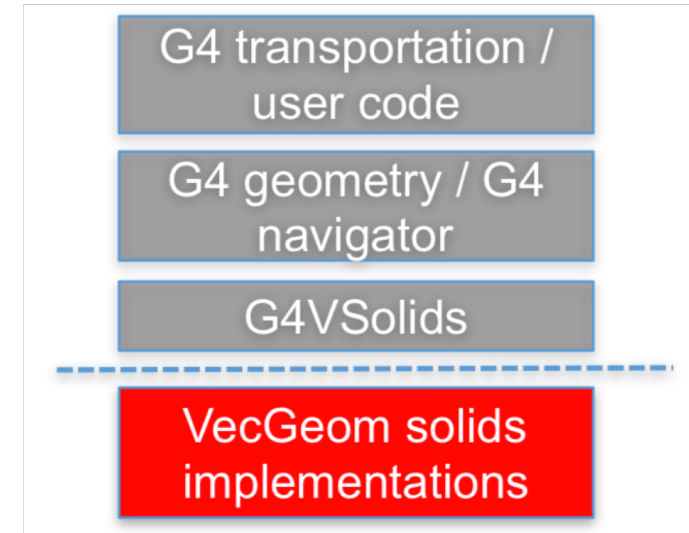 G4 transportation /
user code
G4 geometry / G4
navigator
G4VSolids
VecGeom solids
implementations